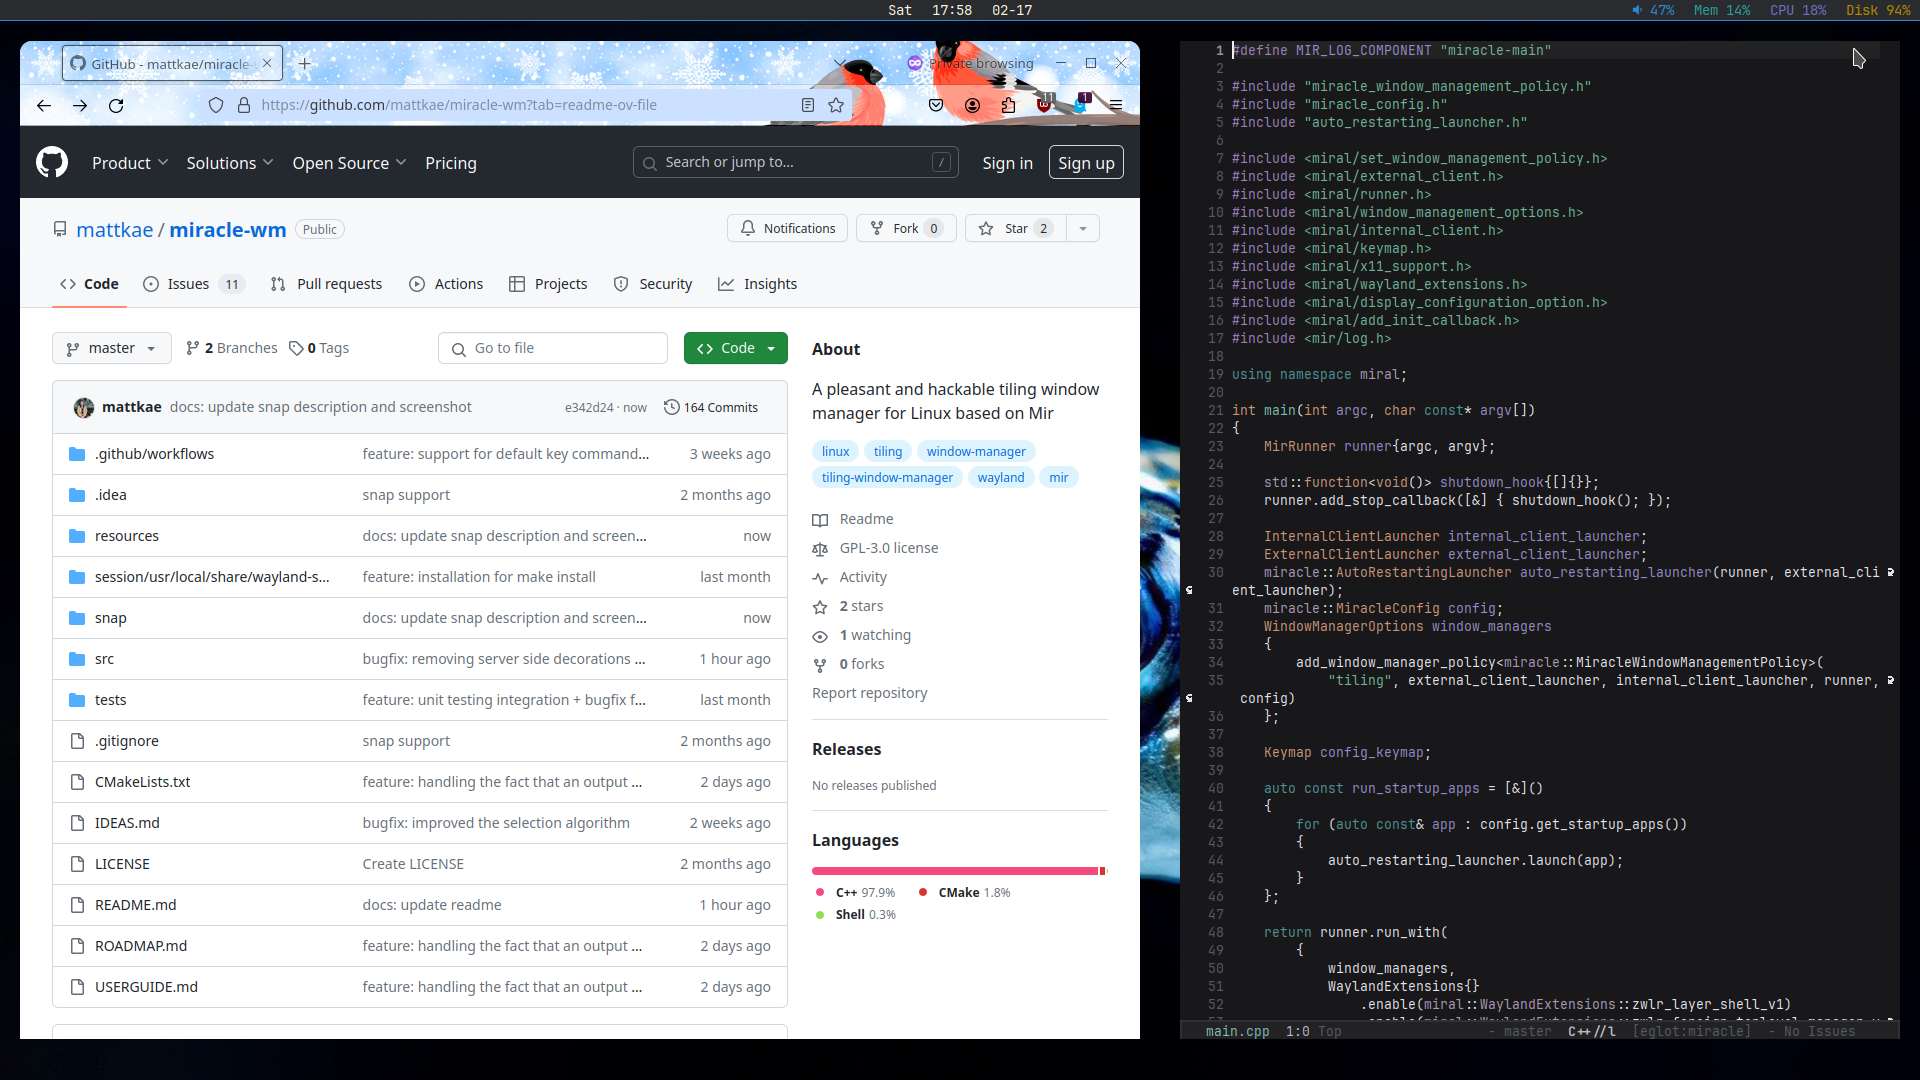 Sat 17:58 02-17
47% Mem 14% CPU 18% Disk 94%
GitHub - mattkae/miracle-
Private browsing
https://github.com/mattkae/miracle-wm?tab=readme-ov-file
11
1
Product Solutions Open Source Pricing
Search or jump to... /
Sign in Sign up
mattkae / miracle-wm Public
Notifications Fork 0 Star 2
Code Issues 11 Pull requests Actions Projects Security Insights
master 2 Branches 0 Tags Go to file Code
mattkae docs: update snap description and screenshot e342d24 · now 164 Commits
.github/workflows feature: support for default key command... 3 weeks ago
.idea snap support 2 months ago
resources docs: update snap description and screen... now
session/usr/local/share/wayland-s... feature: installation for make install last month
snap docs: update snap description and screen... now
src bugfix: removing server side decorations ... 1 hour ago
tests feature: unit testing integration + bugfix f... last month
.gitignore snap support 2 months ago
CMakeLists.txt feature: handling the fact that an output ... 2 days ago
IDEAS.md bugfix: improved the selection algorithm 2 weeks ago
LICENSE Create LICENSE 2 months ago
README.md docs: update readme 1 hour ago
ROADMAP.md feature: handling the fact that an output ... 2 days ago
USERGUIDE.md feature: handling the fact that an output ... 2 days ago
About
A pleasant and hackable tiling window
manager for Linux based on Mir
linux tiling window-manager
tiling-window-manager wayland mir
Readme
GPL-3.0 license
Activity
2 stars
1 watching
0 forks
Report repository
Releases
No releases published
Languages
C++ 97.9% CMake 1.8%
Shell 0.3%
1 #define MIR_LOG_COMPONENT "miracle-main"
2
3 #include "miracle_window_management_policy.h"
4 #include "miracle_config.h"
5 #include "auto_restarting_launcher.h"
6
7 #include <miral/set_window_management_policy.h>
8 #include <miral/external_client.h>
9 #include <miral/runner.h>
10 #include <miral/window_management_options.h>
11 #include <miral/internal_client.h>
12 #include <miral/keymap.h>
13 #include <miral/x11_support.h>
14 #include <miral/wayland_extensions.h>
15 #include <miral/display_configuration_option.h>
16 #include <miral/add_init_callback.h>
17 #include <mir/log.h>
18
19 using namespace miral;
20
21 int main(int argc, char const* argv[])
22 {
23 MirRunner runner{argc, argv};
24
25 std::function<void()> shutdown_hook{[]{}};
26 runner.add_stop_callback([&] { shutdown_hook(); });
27
28 InternalClientLauncher internal_client_launcher;
29 ExternalClientLauncher external_client_launcher;
30 miracle::AutoRestartingLauncher auto_restarting_launcher(runner, external_cli
ent_launcher);
31 miracle::MiracleConfig config;
32 WindowManagerOptions window_managers
33 {
34 add_window_manager_policy<miracle::MiracleWindowManagementPolicy>(
35 "tiling", external_client_launcher, internal_client_launcher, runner,
config)
36 };
37
38 Keymap config_keymap;
39
40 auto const run_startup_apps = [&]()
41 {
42 for (auto const& app : config.get_startup_apps())
43 {
44 auto_restarting_launcher.launch(app);
45 }
46 };
47
48 return runner.run_with(
49 {
50 window_managers,
51 WaylandExtensions{}
52 .enable(miral::WaylandExtensions::zwlr_layer_shell_v1)
main.cpp 1:0 Top - master C++//l [eglot:miracle] - No Issues